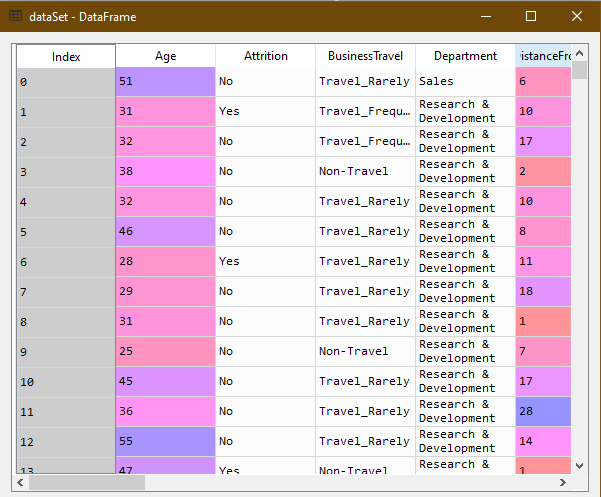 dataSet - DataFrame
Index Age Attrition BusinessTravel Department istanceFro
0 51 No Travel_Rarely Sales 6
1 31 Yes Travel_Frequ… Research &
Development 10
2 32 No Travel_Frequ… Research &
Development 17
3 38 No Non-Travel Research &
Development 2
4 32 No Travel_Rarely Research &
Development 10
5 46 No Travel_Rarely Research &
Development 8
6 28 Yes Travel_Rarely Research &
Development 11
7 29 No Travel_Rarely Research &
Development 18
8 31 No Travel_Rarely Research &
Development 1
9 25 No Non-Travel Research &
Development 7
10 45 No Travel_Rarely Research &
Development 17
11 36 No Travel_Rarely Research &
Development 28
12 55 No Travel_Rarely Research &
Development 14
13 47 Yes Non-Travel Research & 1